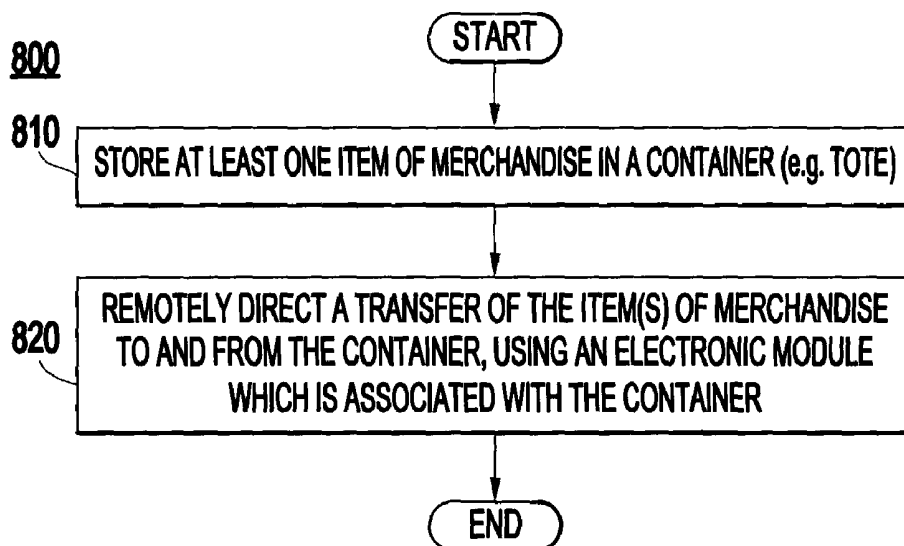 START
800
810
STORE AT LEAST ONE ITEM OF MERCHANDISE IN A CONTAINER (e.g. TOTE)
820
REMOTELY DIRECT A TRANSFER OF THE ITEM(S) OF MERCHANDISE
TO AND FROM THE CONTAINER, USING AN ELECTRONIC MODULE
WHICH IS ASSOCIATED WITH THE CONTAINER
END